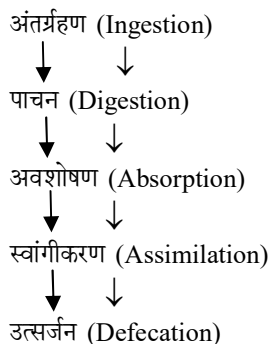 अंतर्ग्रहण (Ingestion)
पाचन (Digestion)
अवशोषण (Absorption)
स्वांगीकरण (Assimilation)
उत्सर्जन (Defecation)